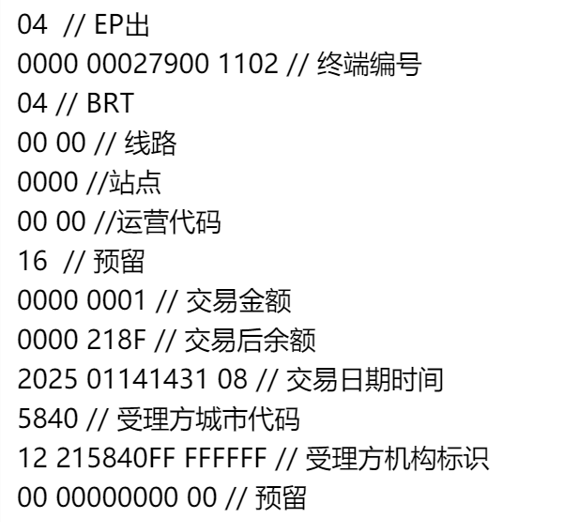 04  // EP出
0000 00027900 1102 // 终端编号
04 // BRT
00 00 // 线路
0000 //站点
00 00 //运营代码
16  // 预留
0000 0001 // 交易金额
0000 218F // 交易后余额
2025 01141431 08 // 交易日期时间
5840 // 受理方城市代码
12 215840FF FFFFFF // 受理方机构标识
00 00000000 00 // 预留